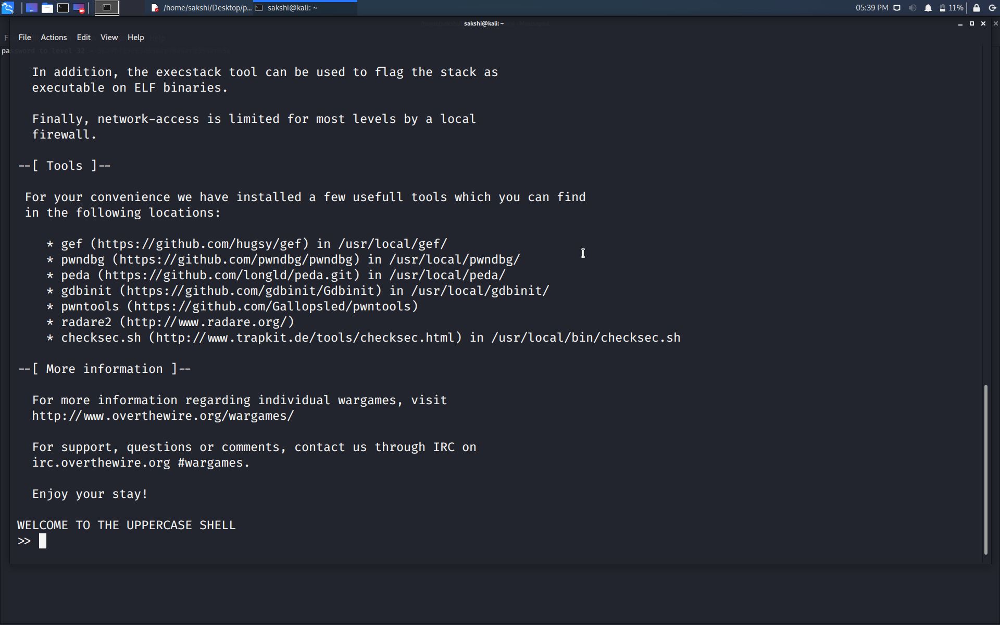 /home/sakshi/Desktop/p...
sakshi@kali: ~
05:39 PM
11%
sakshi@kali: ~
File Actions Edit View Help
password to level 32 -
In addition, the execstack tool can be used to flag the stack as
executable on ELF binaries.
Finally, network-access is limited for most levels by a local
firewall.
--[ Tools ]--
For your convenience we have installed a few usefull tools which you can find
in the following locations:
* gef (https://github.com/hugsy/gef) in /usr/local/gef/
* pwndbg (https://github.com/pwndbg/pwndbg) in /usr/local/pwndbg/
* peda (https://github.com/longld/peda.git) in /usr/local/peda/
* gdbinit (https://github.com/gdbinit/Gdbinit) in /usr/local/gdbinit/
* pwntools (https://github.com/Gallopsled/pwntools)
* radare2 (http://www.radare.org/)
* checksec.sh (http://www.trapkit.de/tools/checksec.html) in /usr/local/bin/checksec.sh
--[ More information ]--
For more information regarding individual wargames, visit
http://www.overthewire.org/wargames/
For support, questions or comments, contact us through IRC on
irc.overthewire.org #wargames.
Enjoy your stay!
WELCOME TO THE UPPERCASE SHELL
>>